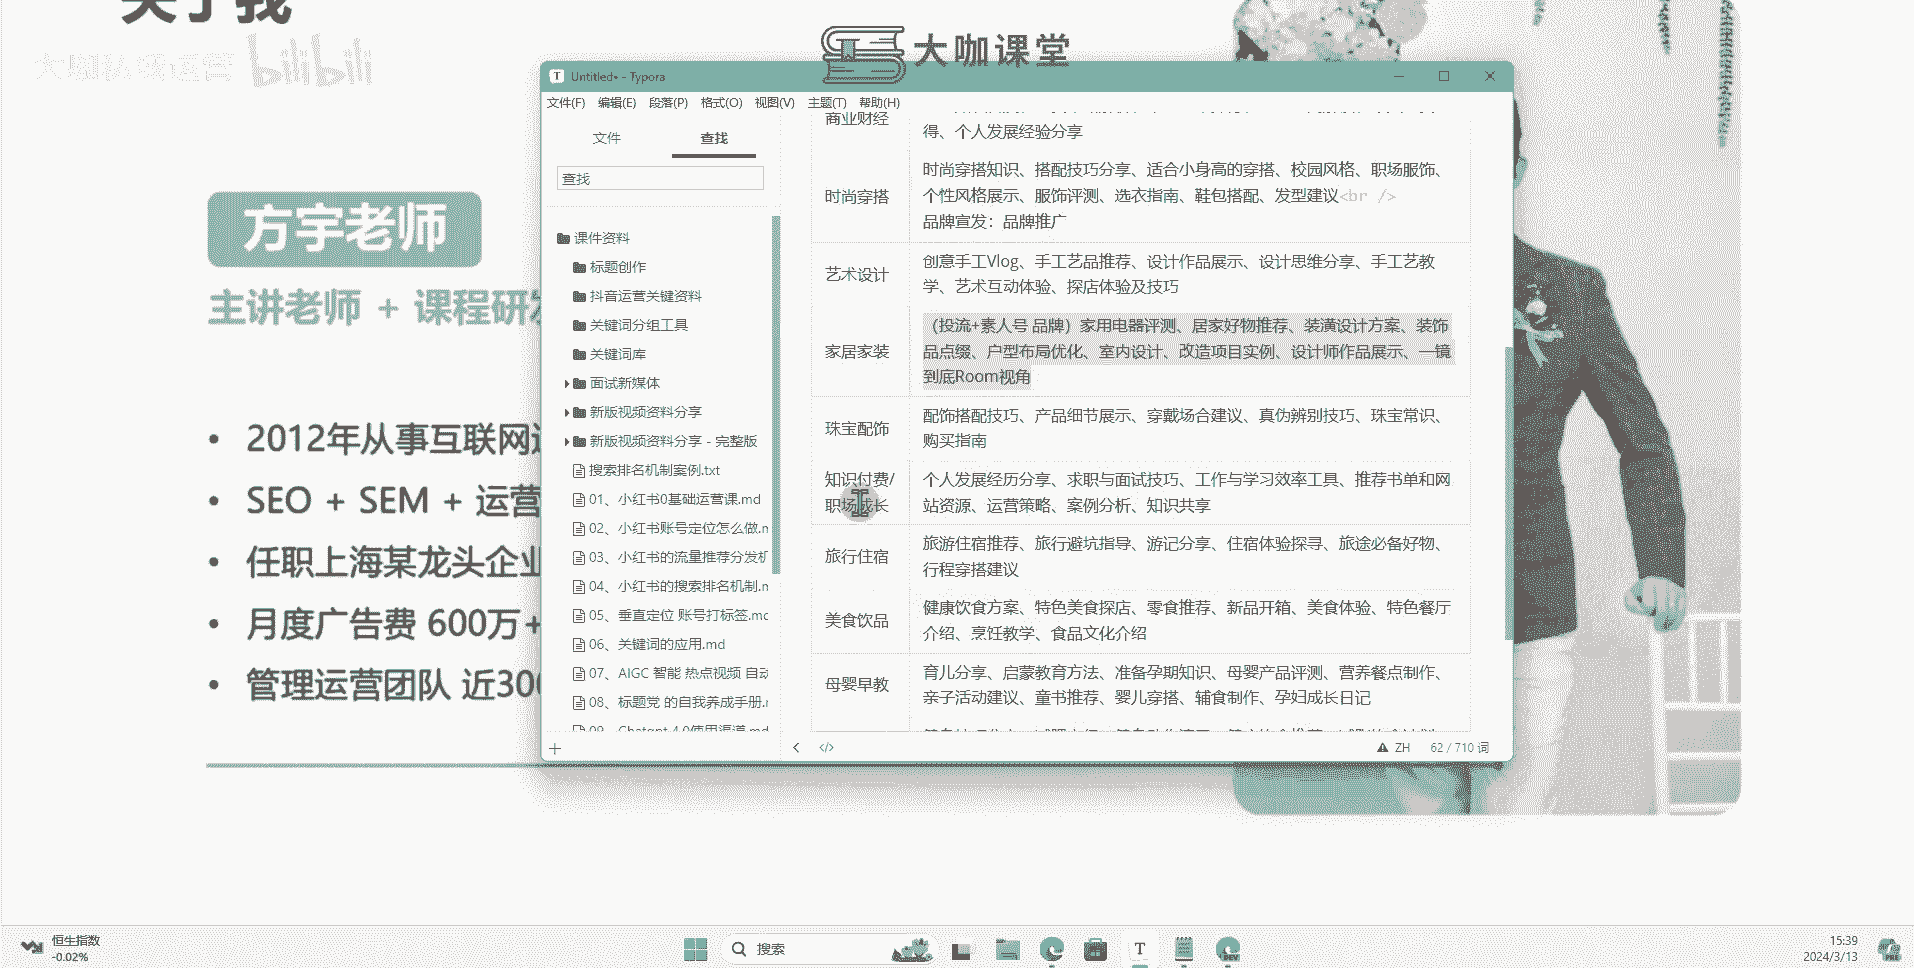 关于我
大咖私域运营 bilibili
大咖课堂
方宇老师
主讲老师 + 课程研发
2012年从事互联网运
SEO + SEM + 运营
任职上海某龙头企业
月度广告费 600万+
管理运营团队 近300
Untitled• - Typora
文件(F) 编辑(E) 段落(P) 格式(O) 视图(V) 主题(T) 帮助(H)
文件 查找
查找
课件资料
标题创作
抖音运营关键资料
关键词分组工具
关键词库
面试新媒体
新版视频资料分享
新版视频资料分享 - 完整版
搜索排名机制案例.txt
01、小红书0基础运营课.md
02、小红书账号定位怎么做.m
03、小红书的流量推荐分发机
04、小红书的搜索排名机制.m
05、垂直定位 账号打标签.mc
06、关键词的应用.md
07、AIGC 智能 热点视频 自动
08、标题党 的自我养成手册.r
09、Chatgpt 4.0使用渠道.md
商业财经
得、个人发展经验分享
时尚穿搭
时尚穿搭知识、搭配技巧分享、适合小身高的穿搭、校园风格、职场服饰、
个性风格展示、服饰评测、选衣指南、鞋包搭配、发型建议<br />
品牌宣发：品牌推广
艺术设计
创意手工Vlog、手工艺品推荐、设计作品展示、设计思维分享、手工艺教
学、艺术互动体验、探店体验及技巧
家居家装
（投流+素人号 品牌）家用电器评测、居家好物推荐、装潢设计方案、装饰
品点缀、户型布局优化、室内设计、改造项目实例、设计师作品展示、一镜
到底Room视角
珠宝配饰
配饰搭配技巧、产品细节展示、穿戴场合建议、真伪辨别技巧、珠宝常识、
购买指南
知识付费/
职场成长
个人发展经历分享、求职与面试技巧、工作与学习效率工具、推荐书单和网
站资源、运营策略、案例分析、知识共享
旅行住宿
旅游住宿推荐、旅行避坑指导、游记分享、住宿体验探寻、旅途必备好物、
行程穿搭建议
美食饮品
健康饮食方案、特色美食探店、零食推荐、新品开箱、美食体验、特色餐厅
介绍、烹饪教学、食品文化介绍
母婴早教
育儿分享、启蒙教育方法、准备孕期知识、母婴产品评测、营养餐点制作、
亲子活动建议、童书推荐、婴儿穿搭、辅食制作、孕妇成长日记
ZH 62 / 710 词
恒生指数
-0.02%
搜索
15:39
2024/3/13